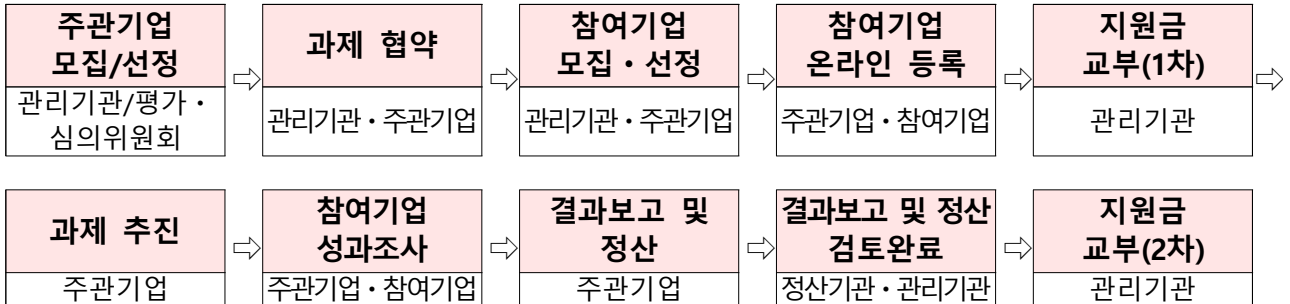 주관기업
모집/선정
관리기관/평가・
심의위원회
과제 협약
관리기관・주관기업
참여기업
모집・선정
관리기관・주관기업
참여기업
온라인 등록
주관기업・참여기업
지원금
교부(1차)
관리기관
과제 추진
주관기업
참여기업
성과조사
주관기업・참여기업
결과보고 및
정산
주관기업
결과보고 및 정산
검토완료
정산기관・관리기관
지원금
교부(2차)
관리기관